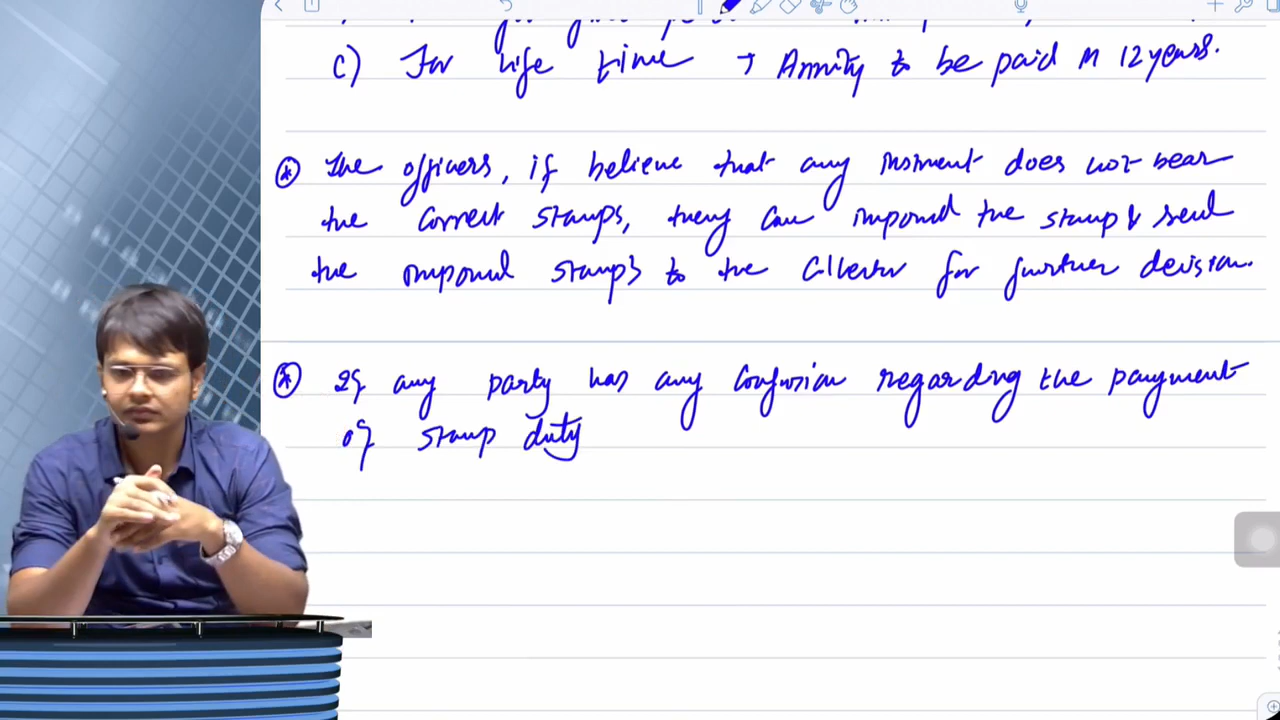 c) For life time → Annity to be paid in 12 years.
The officers, if believe that any instrument does not bear
the correct stamps, they can impound the stamp & send
the impound stamps to the Collector for further decision.
If any party has any Confusion regarding the payment
of stamp duty